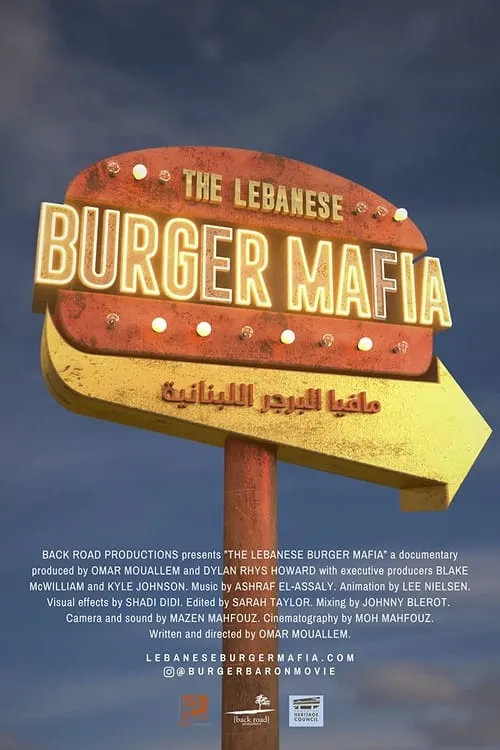 THE LEBANESE
BURGER MAFIA
مافيا البرجر اللبنانية
BACK ROAD PRODUCTIONS presents "THE LEBANESE BURGER MAFIA" a documentary
produced by OMAR MOUALLEM and DYLAN RHYS HOWARD with executive producers BLAKE
McWILLIAM and KYLE JOHNSON. Music by ASHRAF EL-ASSALY. Animation by LEE NIELSEN.
Visual effects by SHADI DIDI. Edited by SARAH TAYLOR. Mixing by JOHNNY BLEROT.
Camera and sound by MAZEN MAHFOUZ. Cinematography by MOH MAHFOUZ.
Written and directed by OMAR MOUALLEM.
LEBANESEBURGERMAFIA.COM
@BURGERBARONMOVIE
[back road]
HERITAGE
COUNCIL